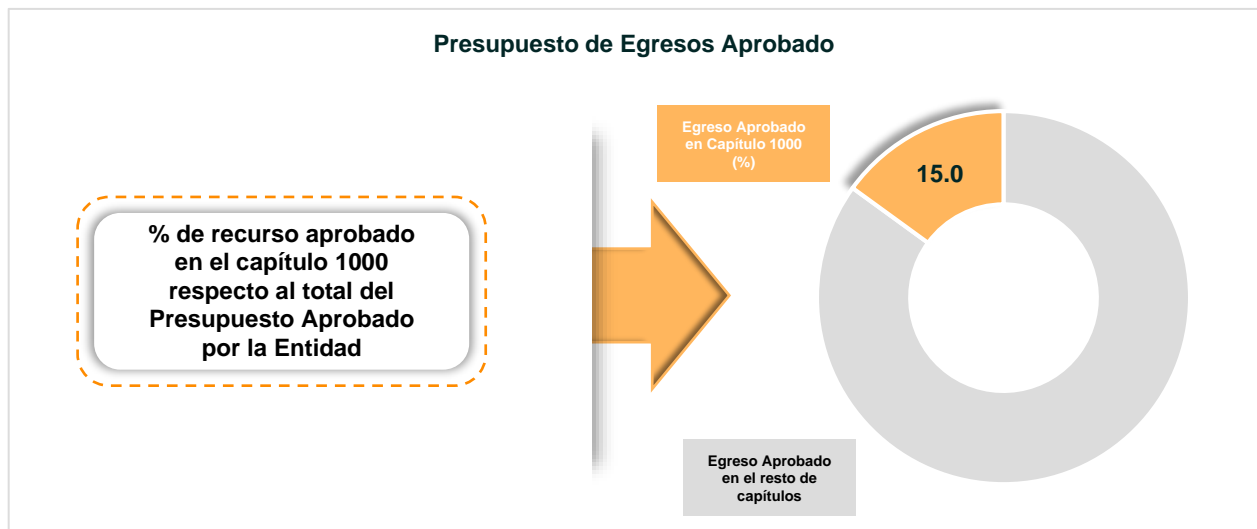 Presupuesto de Egresos Aprobado
Egreso Aprobado
en Capítulo 1000
(%)
15.0
% de recurso aprobado
en el capítulo 1000
respecto al total del
Presupuesto Aprobado
por la Entidad
Egreso Aprobado
en el resto de
capítulos